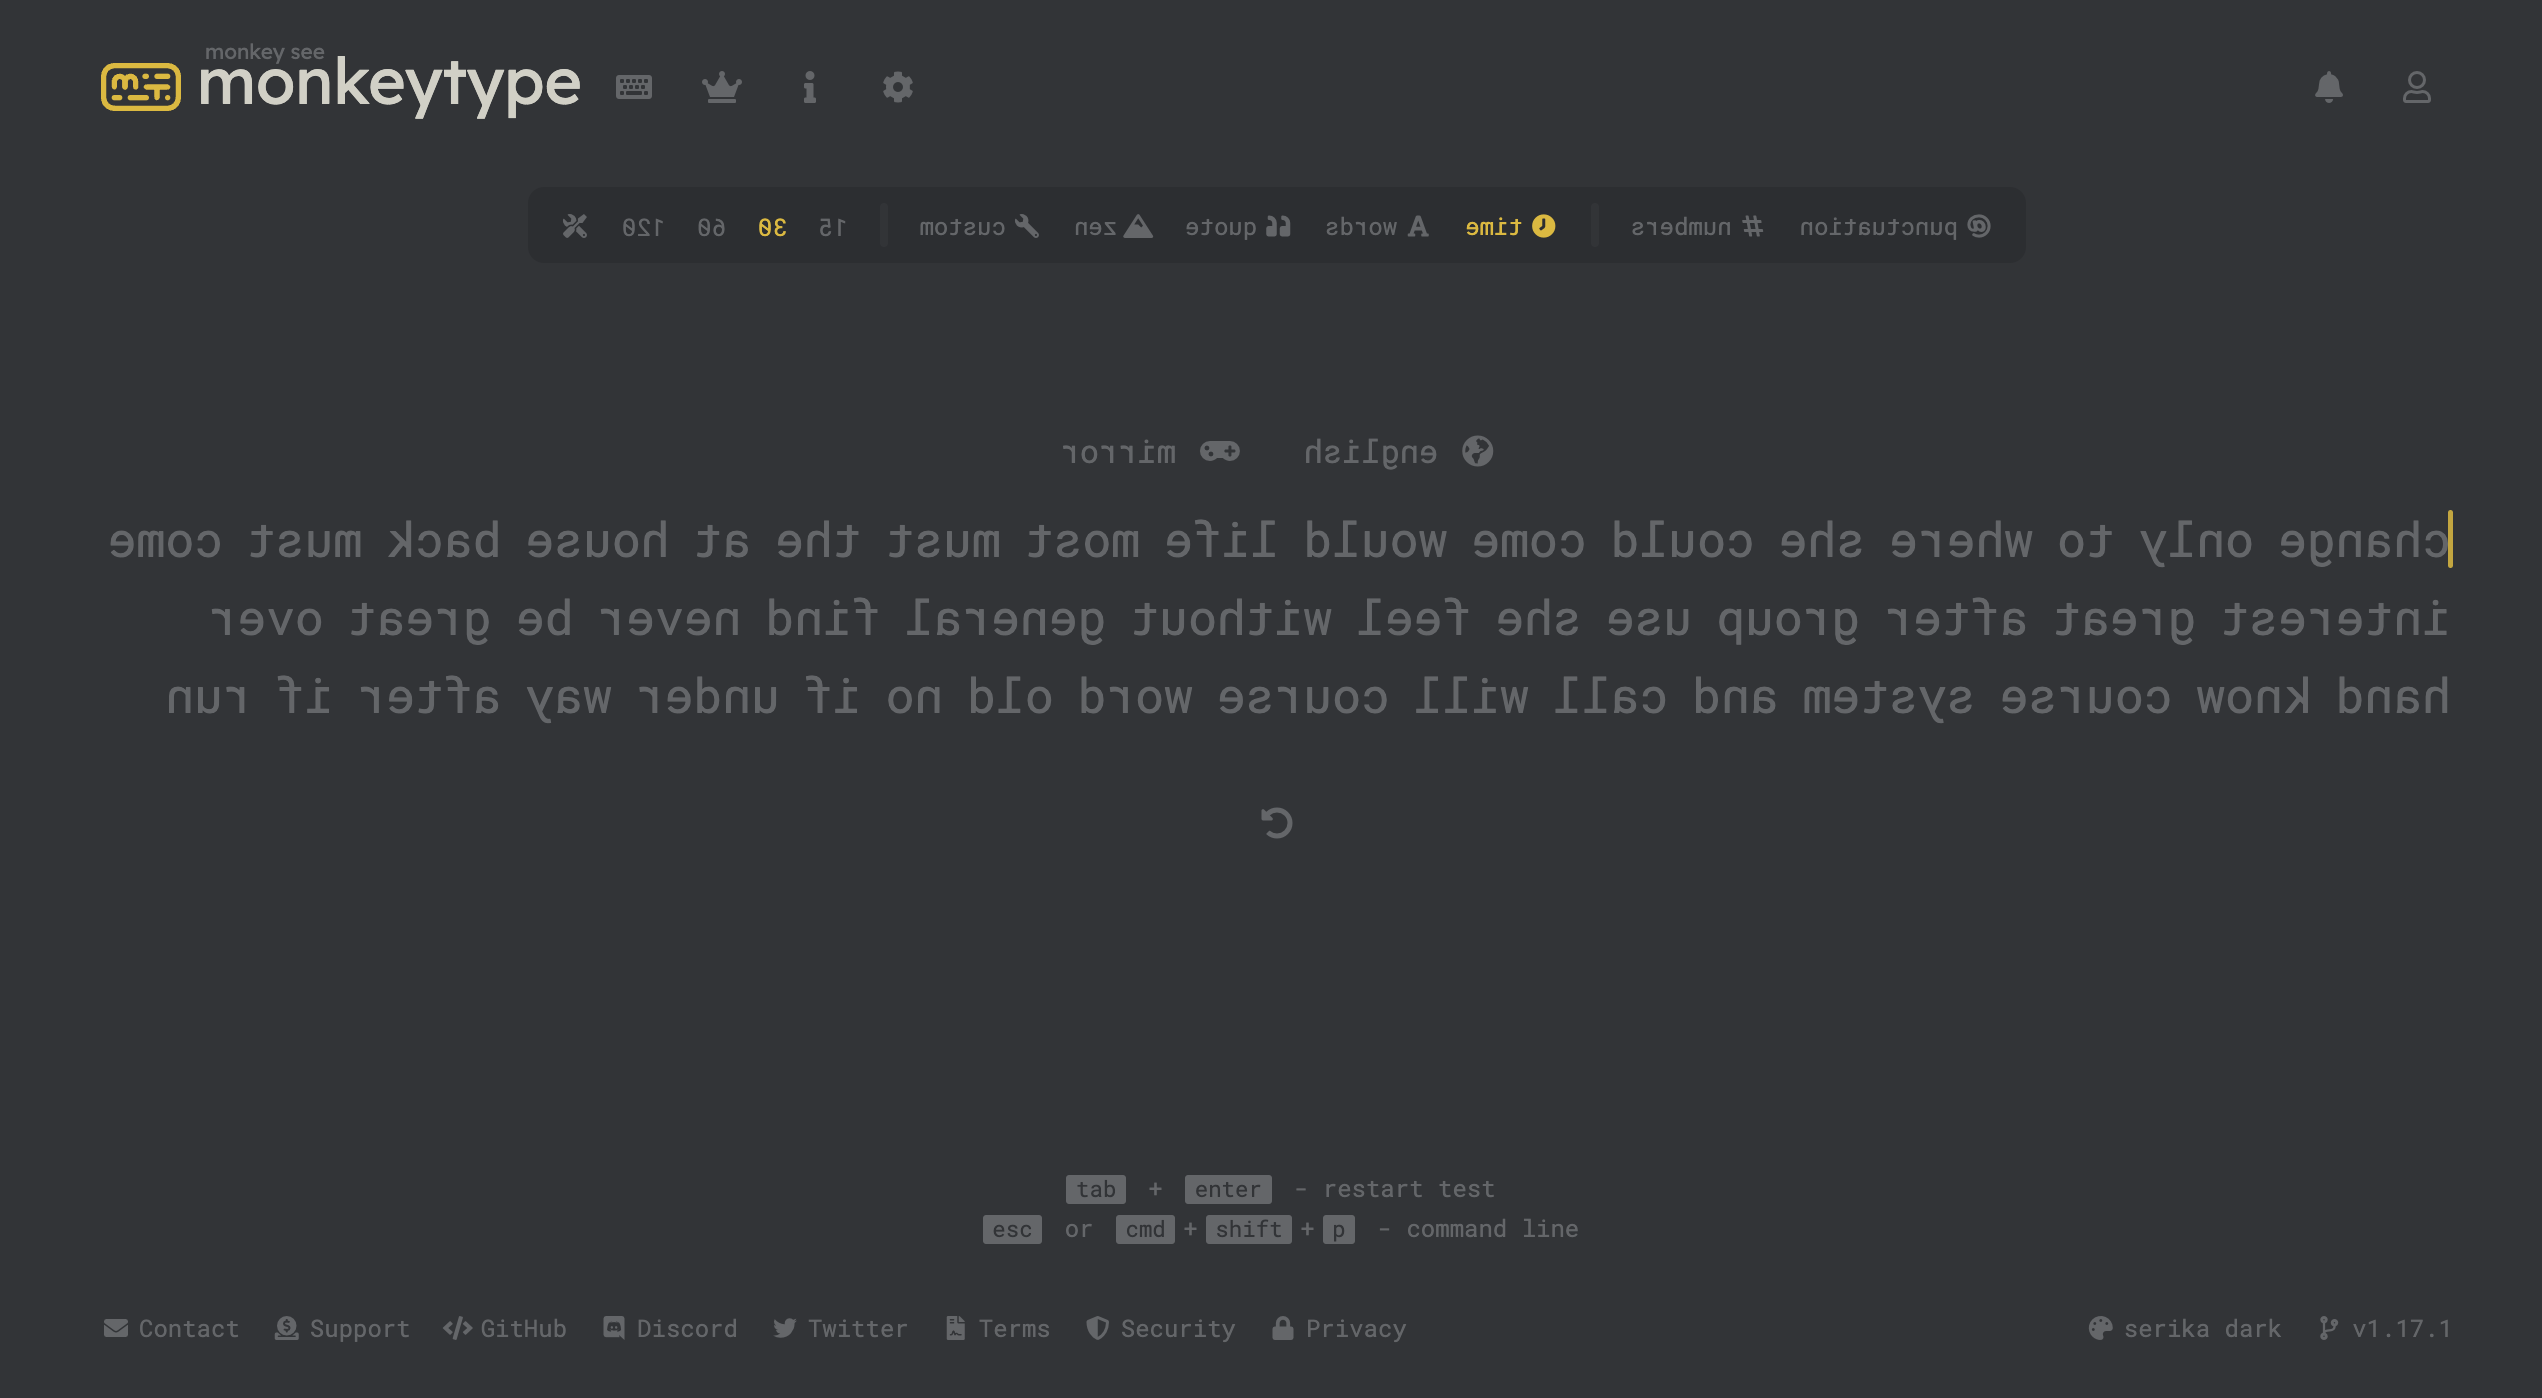 monkey see
monkeytype
@ punctuation # numbers time A words quote zen custom 15 30 60 120
english mirror
change only to where she could come would life most must the at house back must come
interest great after group use she feel without general find never be great over
hand know course system and call will course word old no if under way after if run
tab + enter - restart test
esc or cmd + shift + p - command line
Contact Support GitHub Discord Twitter Terms Security Privacy serika dark v1.17.1